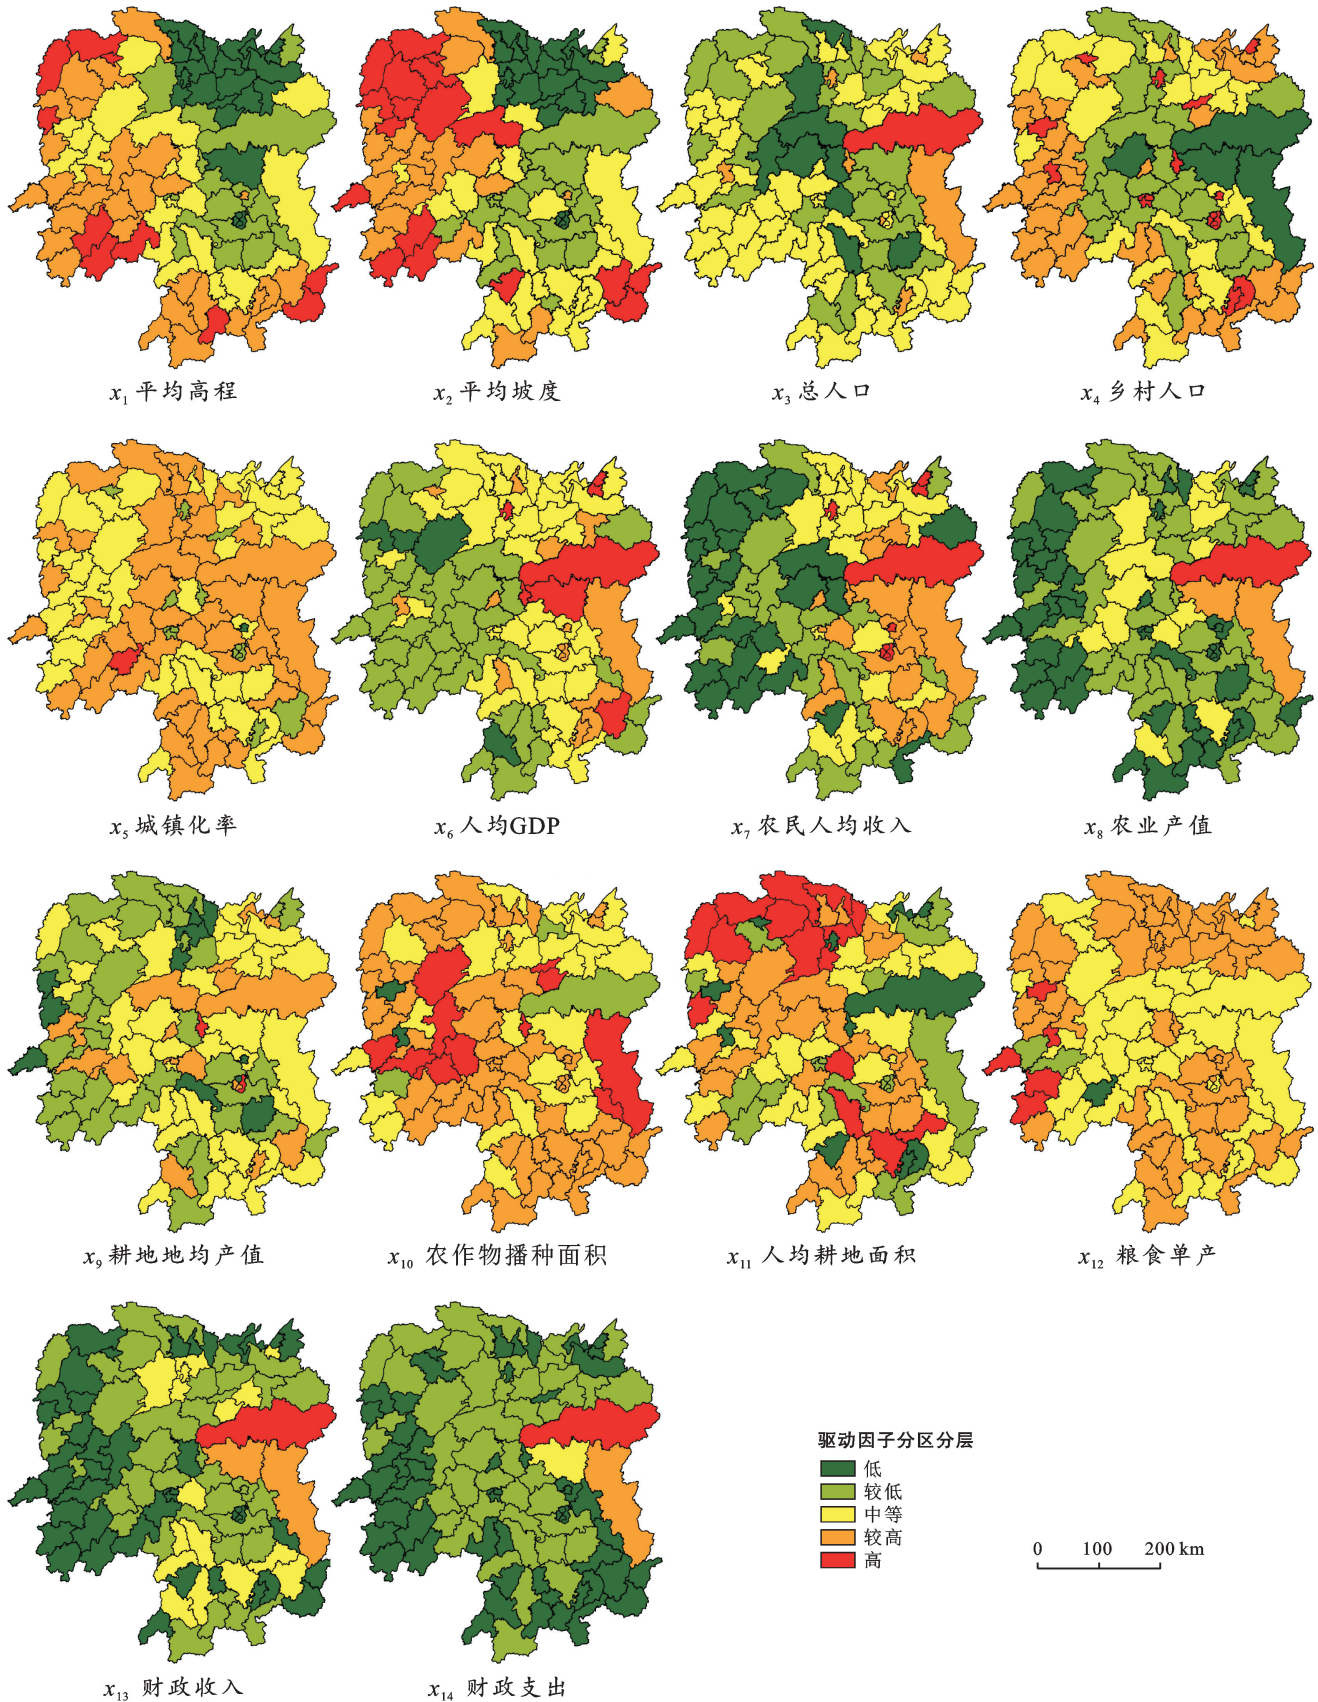 x₁ 平均高程
x₂ 平均坡度
x₃ 总人口
x₄ 乡村人口
x₅ 城镇化率
x₆ 人均GDP
x₇ 农民人均收入
x₈ 农业产值
x₉ 耕地地均产值
x₁₀ 农作物播种面积
x₁₁ 人均耕地面积
x₁₂ 粮食单产
驱动因子分区分层
低
较低
中等
较高
高
0 100 200 km
x₁₃ 财政收入
x₁₄ 财政支出